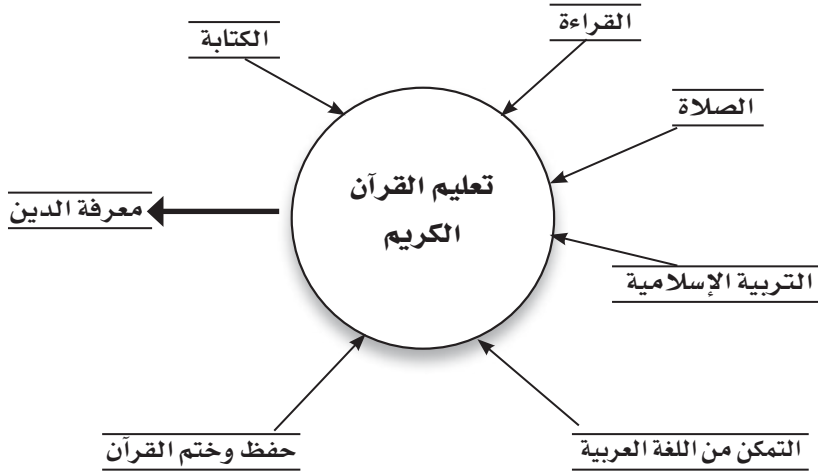 القراءة
الكتابة
الصلاة
تعليم القرآن
الكريم
معرفة الدين
التربية الإسلامية
التمكن من اللغة العربية
حفظ وختم القرآن